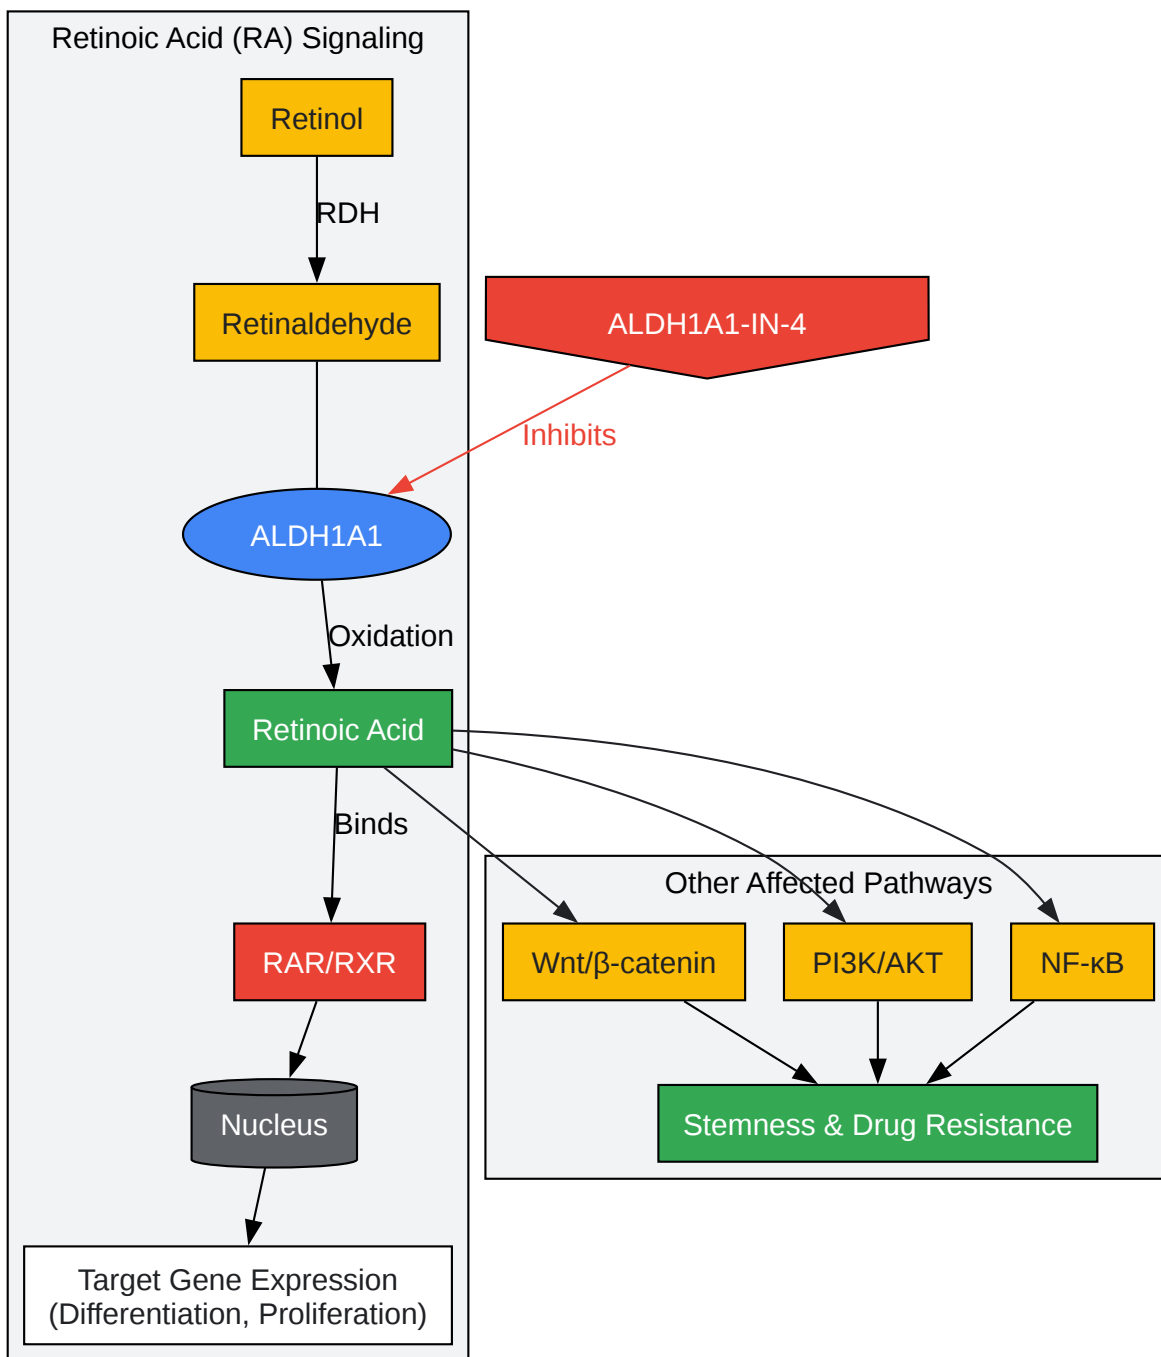 Retinoic Acid (RA) Signaling
Retinol
RDH
Retinaldehyde
ALDH1A1-IN-4
Inhibits
ALDH1A1
Oxidation
Retinoic Acid
Binds
Other Affected Pathways
RAR/RXR
Wnt/β-catenin
PI3K/AKT
NF-κB
Nucleus
Stemness & Drug Resistance
Target Gene Expression
(Differentiation, Proliferation)